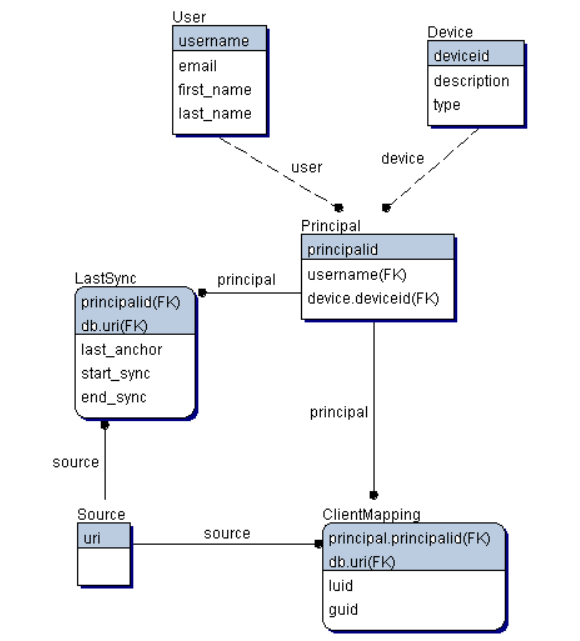 User
username
email
first_name
last_name
Device
deviceid
description
type
user
device
Principal
principalid
username(FK)
device.deviceid(FK)
principal
LastSync
principalid(FK)
db.uri(FK)
last_anchor
start_sync
end_sync
principal
source
Source
uri
source
ClientMapping
principal.principalid(FK)
db.uri(FK)
luid
guid